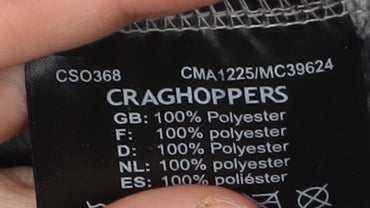 CSO368 CMA1225/MC39624
CRAGHOPPERS
GB: 100% Polyester
F: 100% polyester
D: 100% Polyester
NL: 100% Polyester
ES: 100% poliéster